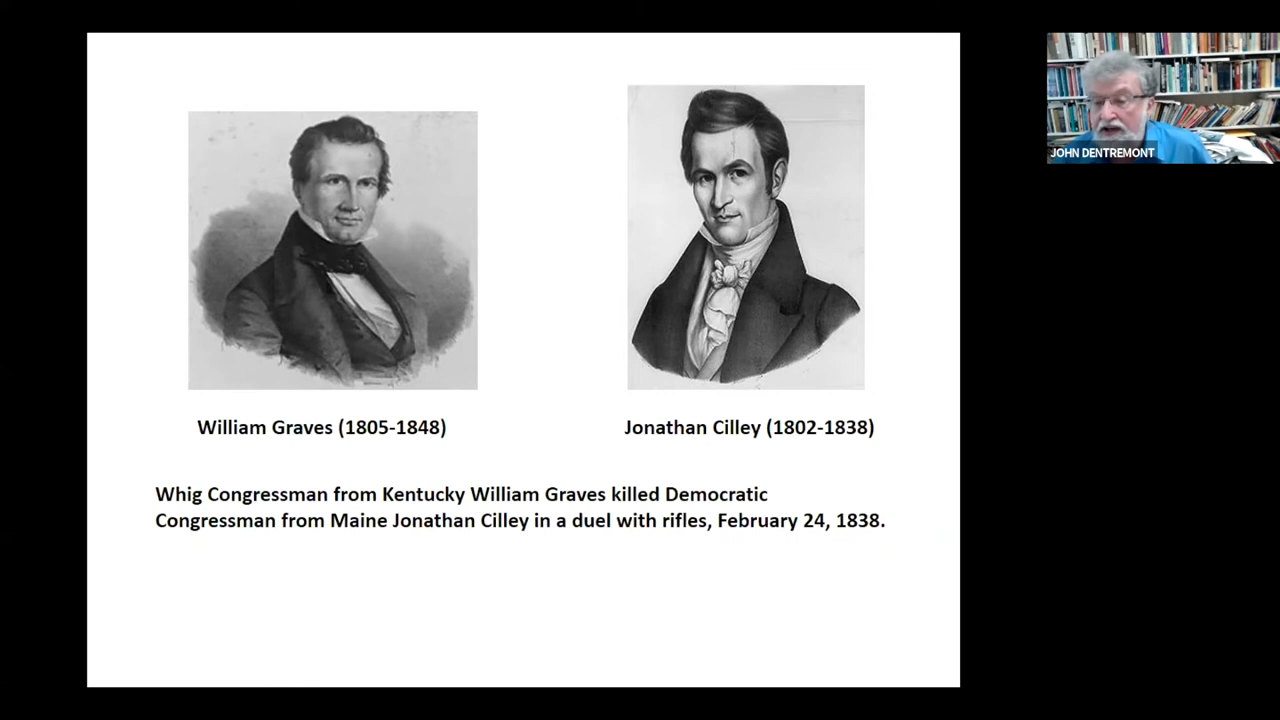 JOHN DENTREMONT
William Graves (1805-1848)
Jonathan Cilley (1802-1838)
Whig Congressman from Kentucky William Graves killed Democratic
Congressman from Maine Jonathan Cilley in a duel with rifles, February 24, 1838.